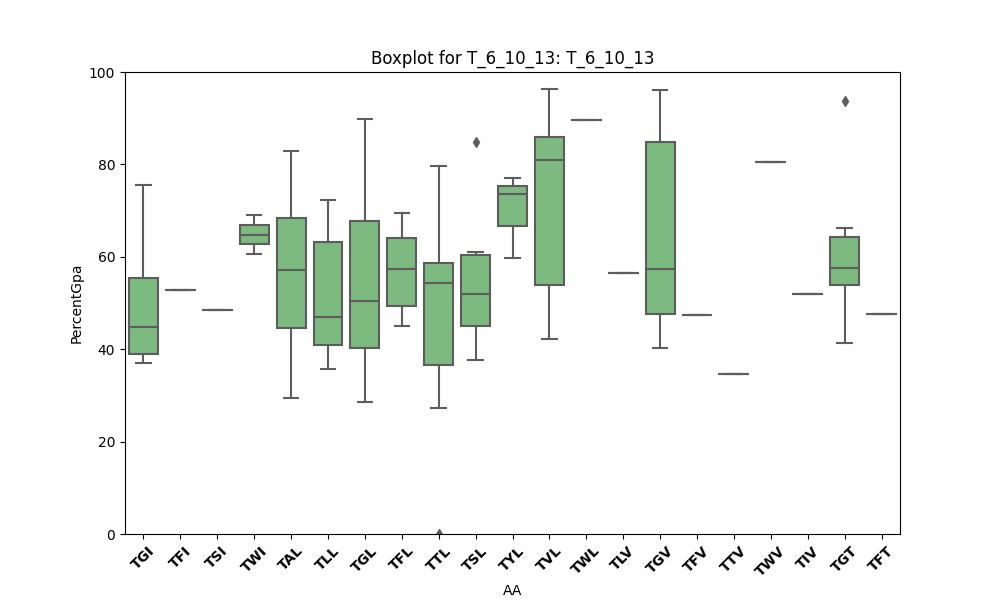 Boxplot for T_6_10_13: T_6_10_13
PercentGpa
100
80
60
40
20
0
TGI TFI TSI TWI TAL TLL TGL TFL TTL TSL TYL TVL TWL TLV TGV TFV TTV TWV TIV TGT TFT
AA